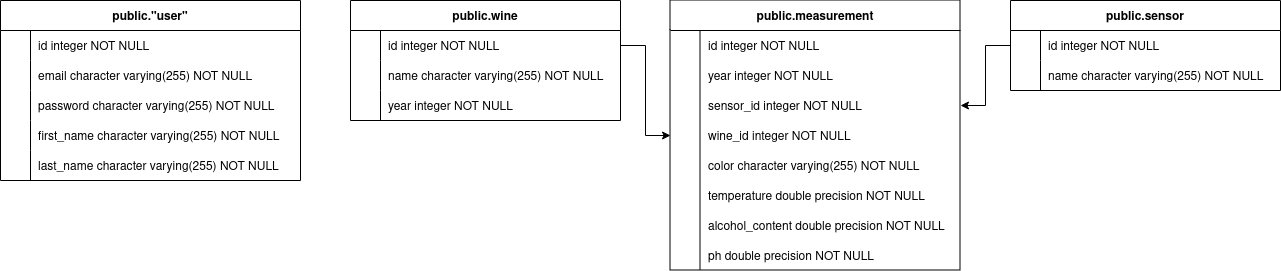 public."user"
id integer NOT NULL
email character varying(255) NOT NULL
password character varying(255) NOT NULL
first_name character varying(255) NOT NULL
last_name character varying(255) NOT NULL
public.wine
id integer NOT NULL
name character varying(255) NOT NULL
year integer NOT NULL
public.measurement
id integer NOT NULL
year integer NOT NULL
sensor_id integer NOT NULL
wine_id integer NOT NULL
color character varying(255) NOT NULL
temperature double precision NOT NULL
alcohol_content double precision NOT NULL
ph double precision NOT NULL
public.sensor
id integer NOT NULL
name character varying(255) NOT NULL